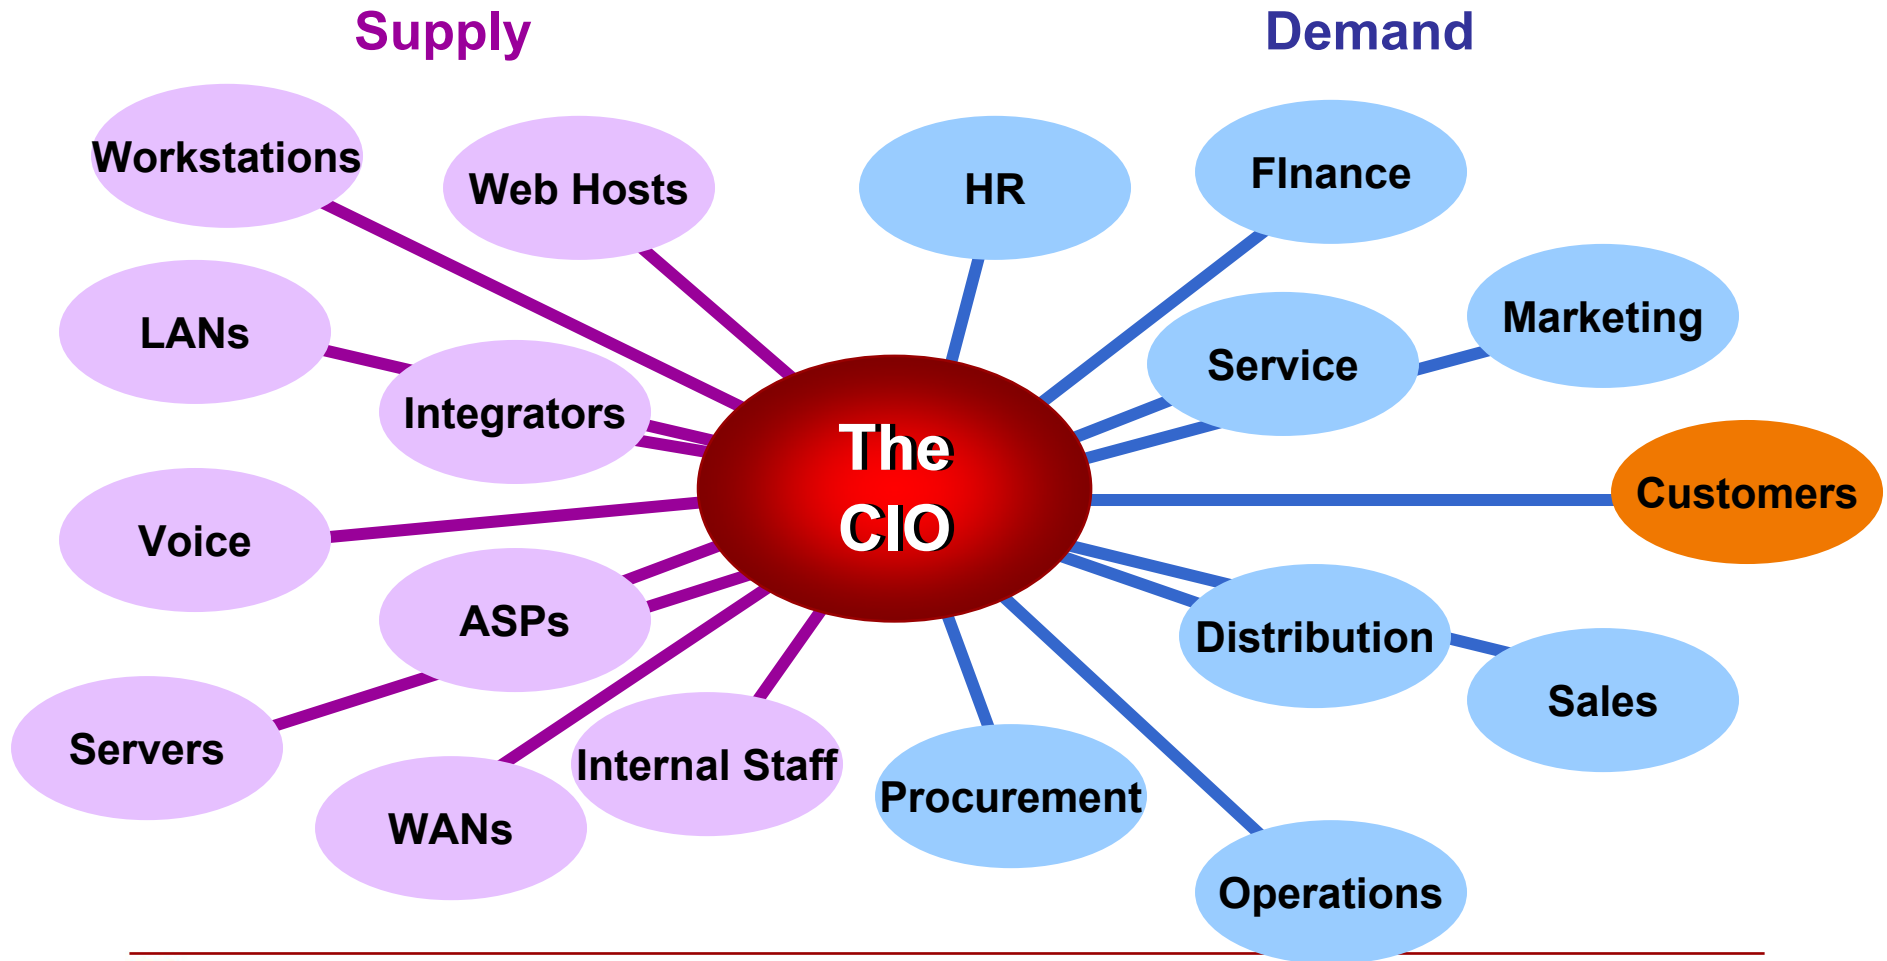 Supply
Demand
Workstations
Web Hosts
HR
FInance
LANs
Integrators
Service
Marketing
The
CIO
Customers
Voice
ASPs
Distribution
Servers
Internal Staff
Sales
WANs
Procurement
Operations